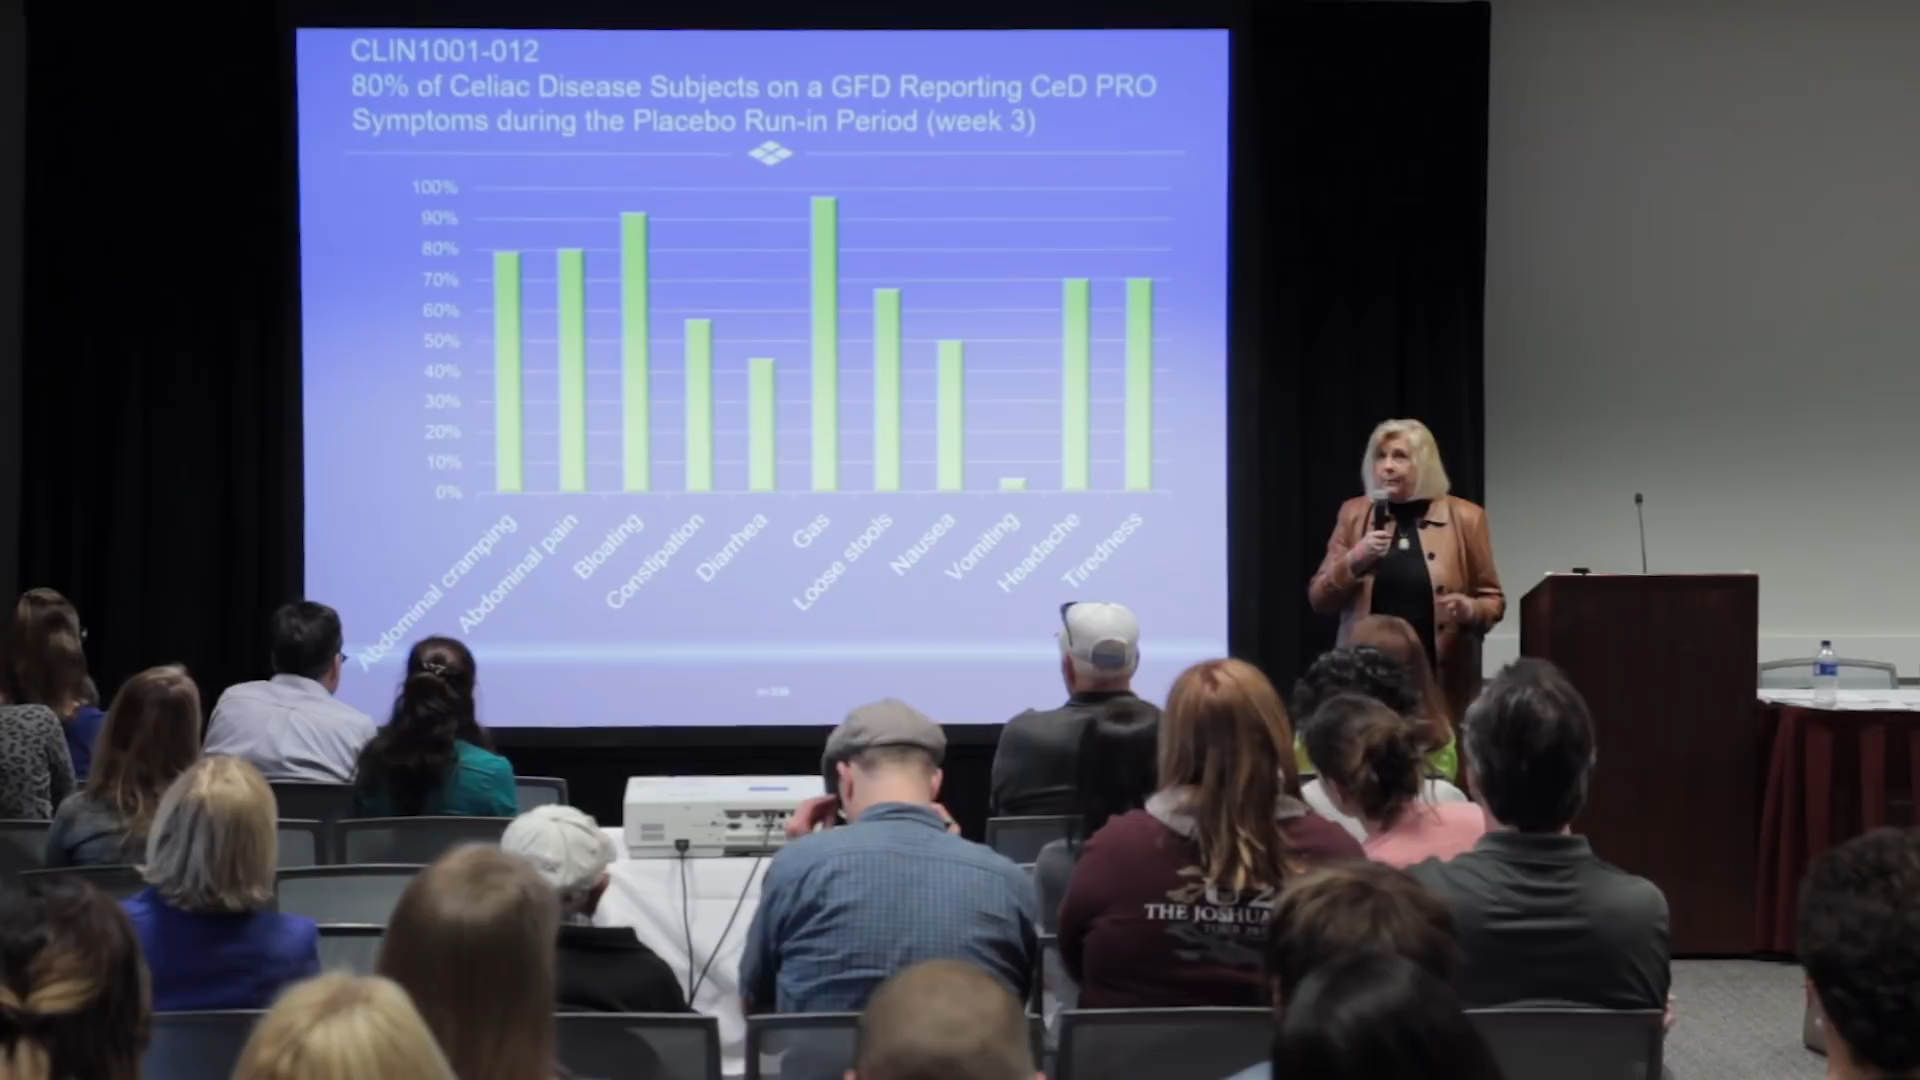 CLIN1001-012
80% of Celiac Disease Subjects on a GFD Reporting CeD PRO
Symptoms during the Placebo Run-in Period (week 3)
100%
90%
80%
70%
60%
50%
40%
30%
20%
10%
0%
Abdominal cramping
Abdominal pain
Bloating
Constipation
Diarrhea
Gas
Loose stools
Nausea
Vomiting
Headache
Tiredness
THE JOSHUA